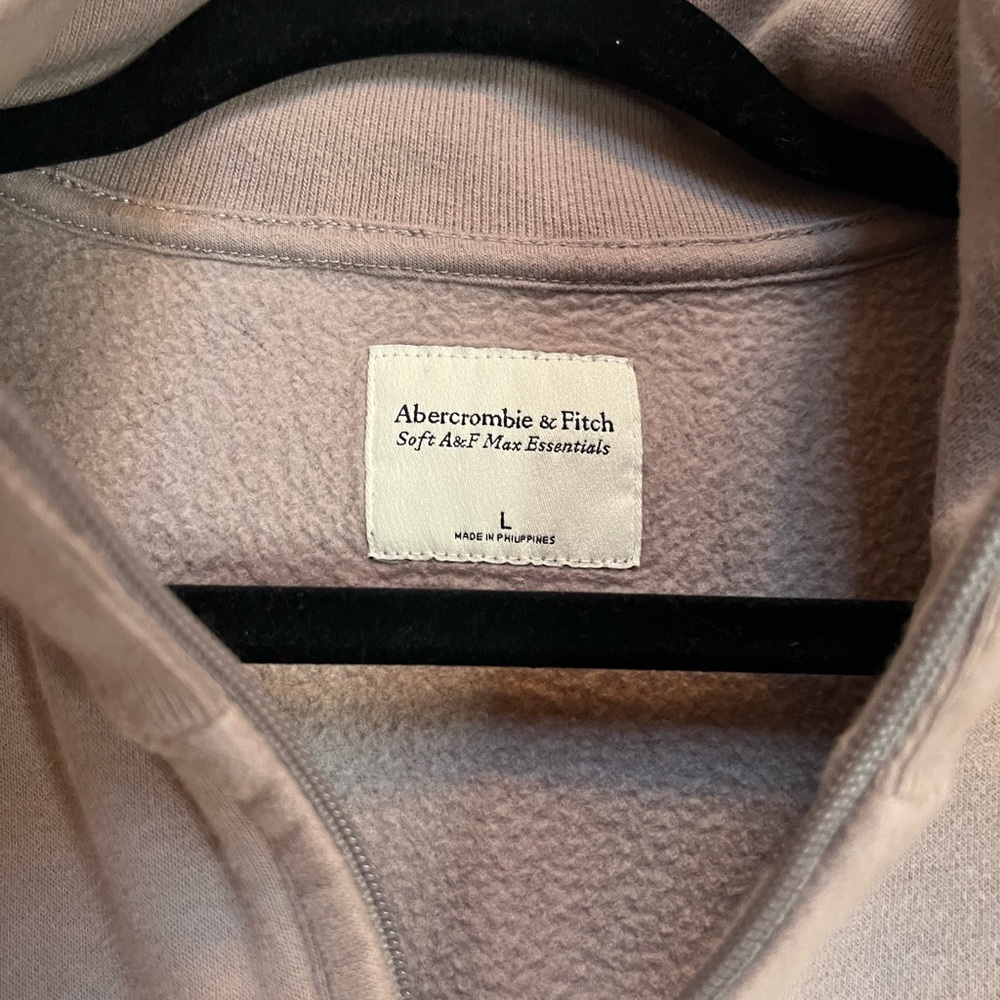 Abercrombie & Fitch
Soft A&F Max Essentials
L
MADE IN PHILIPPINES